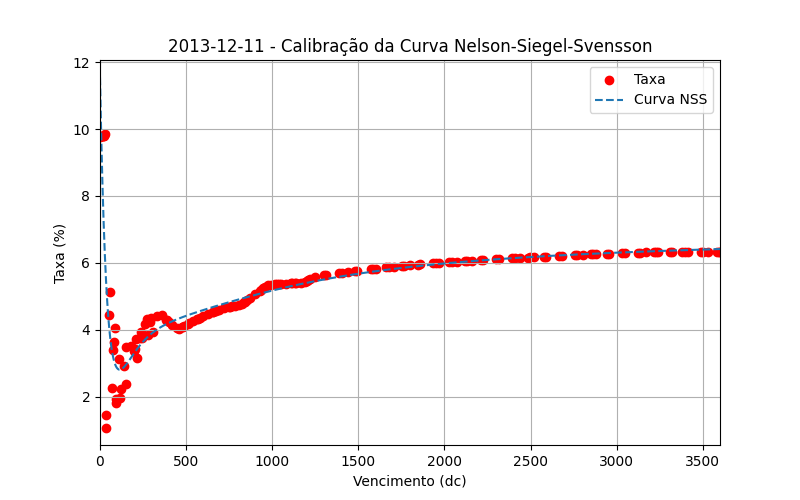 2013-12-11 - Calibração da Curva Nelson-Siegel-Svensson
Taxa
Curva NSS
Taxa (%)
12
10
8
6
4
2
0 500 1000 1500 2000 2500 3000 3500
Vencimento (dc)